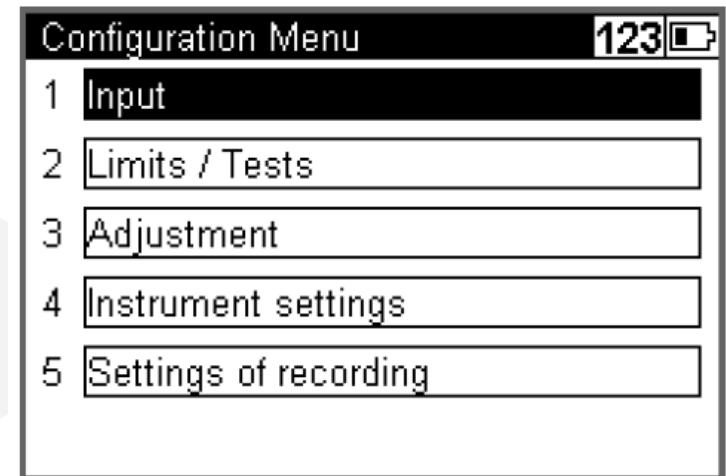 Configuration Menu 123
1 Input
2 Limits / Tests
3 Adjustment
4 Instrument settings
5 Settings of recording